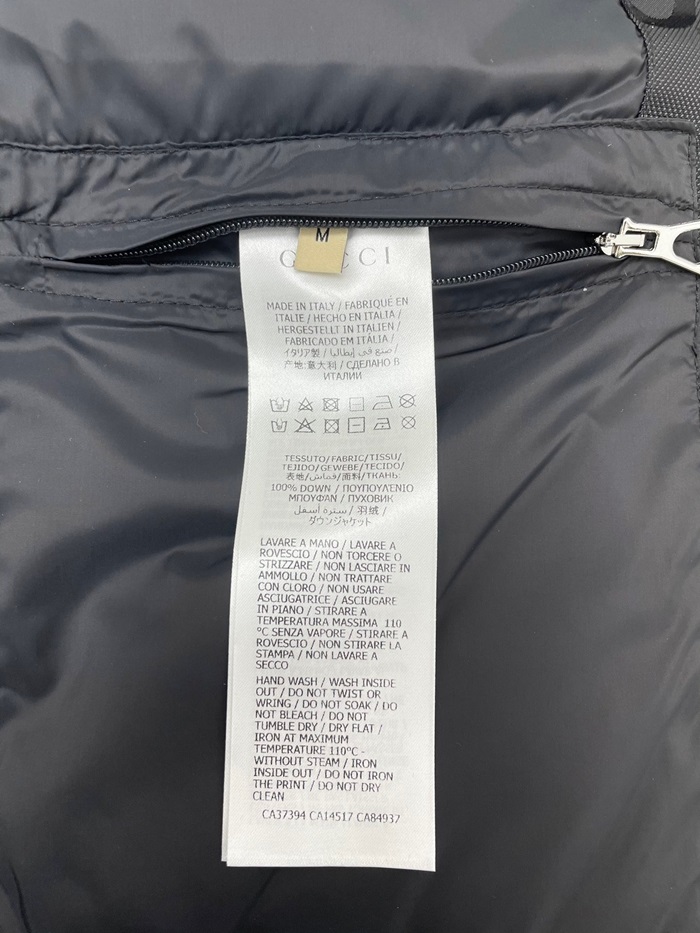 M
GUCCI
MADE IN ITALY / FABRIQUÉ EN
ITALIE / HECHO EN ITALIA /
HERGESTELLT IN ITALIEN /
FABRICADO EM ITÁLIA /
イタリア製 / صنع في إيطاليا /
产地:意大利 / СДЕЛАНО В
ИТАЛИИ
TESSUTO/FABRIC/TISSU/
TEJIDO/GEWEBE/TECIDO/
表地/قماش/面料/ТКАНЬ:
100% DOWN / ΠΟΥΠΟΥΛΈΝΙΟ
ΜΠΟΥΦΆΝ / ПУХОВИК
سترة أسفل / 羽绒 /
ダウンジャケット
LAVARE A MANO / LAVARE A
ROVESCIO / NON TORCERE O
STRIZZARE / NON LASCIARE IN
AMMOLLO / NON TRATTARE
CON CLORO / NON USARE
ASCIUGATRICE / ASCIUGARE
IN PIANO / STIRARE A
TEMPERATURA MASSIMA 110
°C SENZA VAPORE / STIRARE A
ROVESCIO / NON STIRARE LA
STAMPA / NON LAVARE A
SECCO
HAND WASH / WASH INSIDE
OUT / DO NOT TWIST OR
WRING / DO NOT SOAK / DO
NOT BLEACH / DO NOT
TUMBLE DRY / DRY FLAT /
IRON AT MAXIMUM
TEMPERATURE 110°C -
WITHOUT STEAM / IRON
INSIDE OUT / DO NOT IRON
THE PRINT / DO NOT DRY
CLEAN
CA37394 CA14517 CA84937